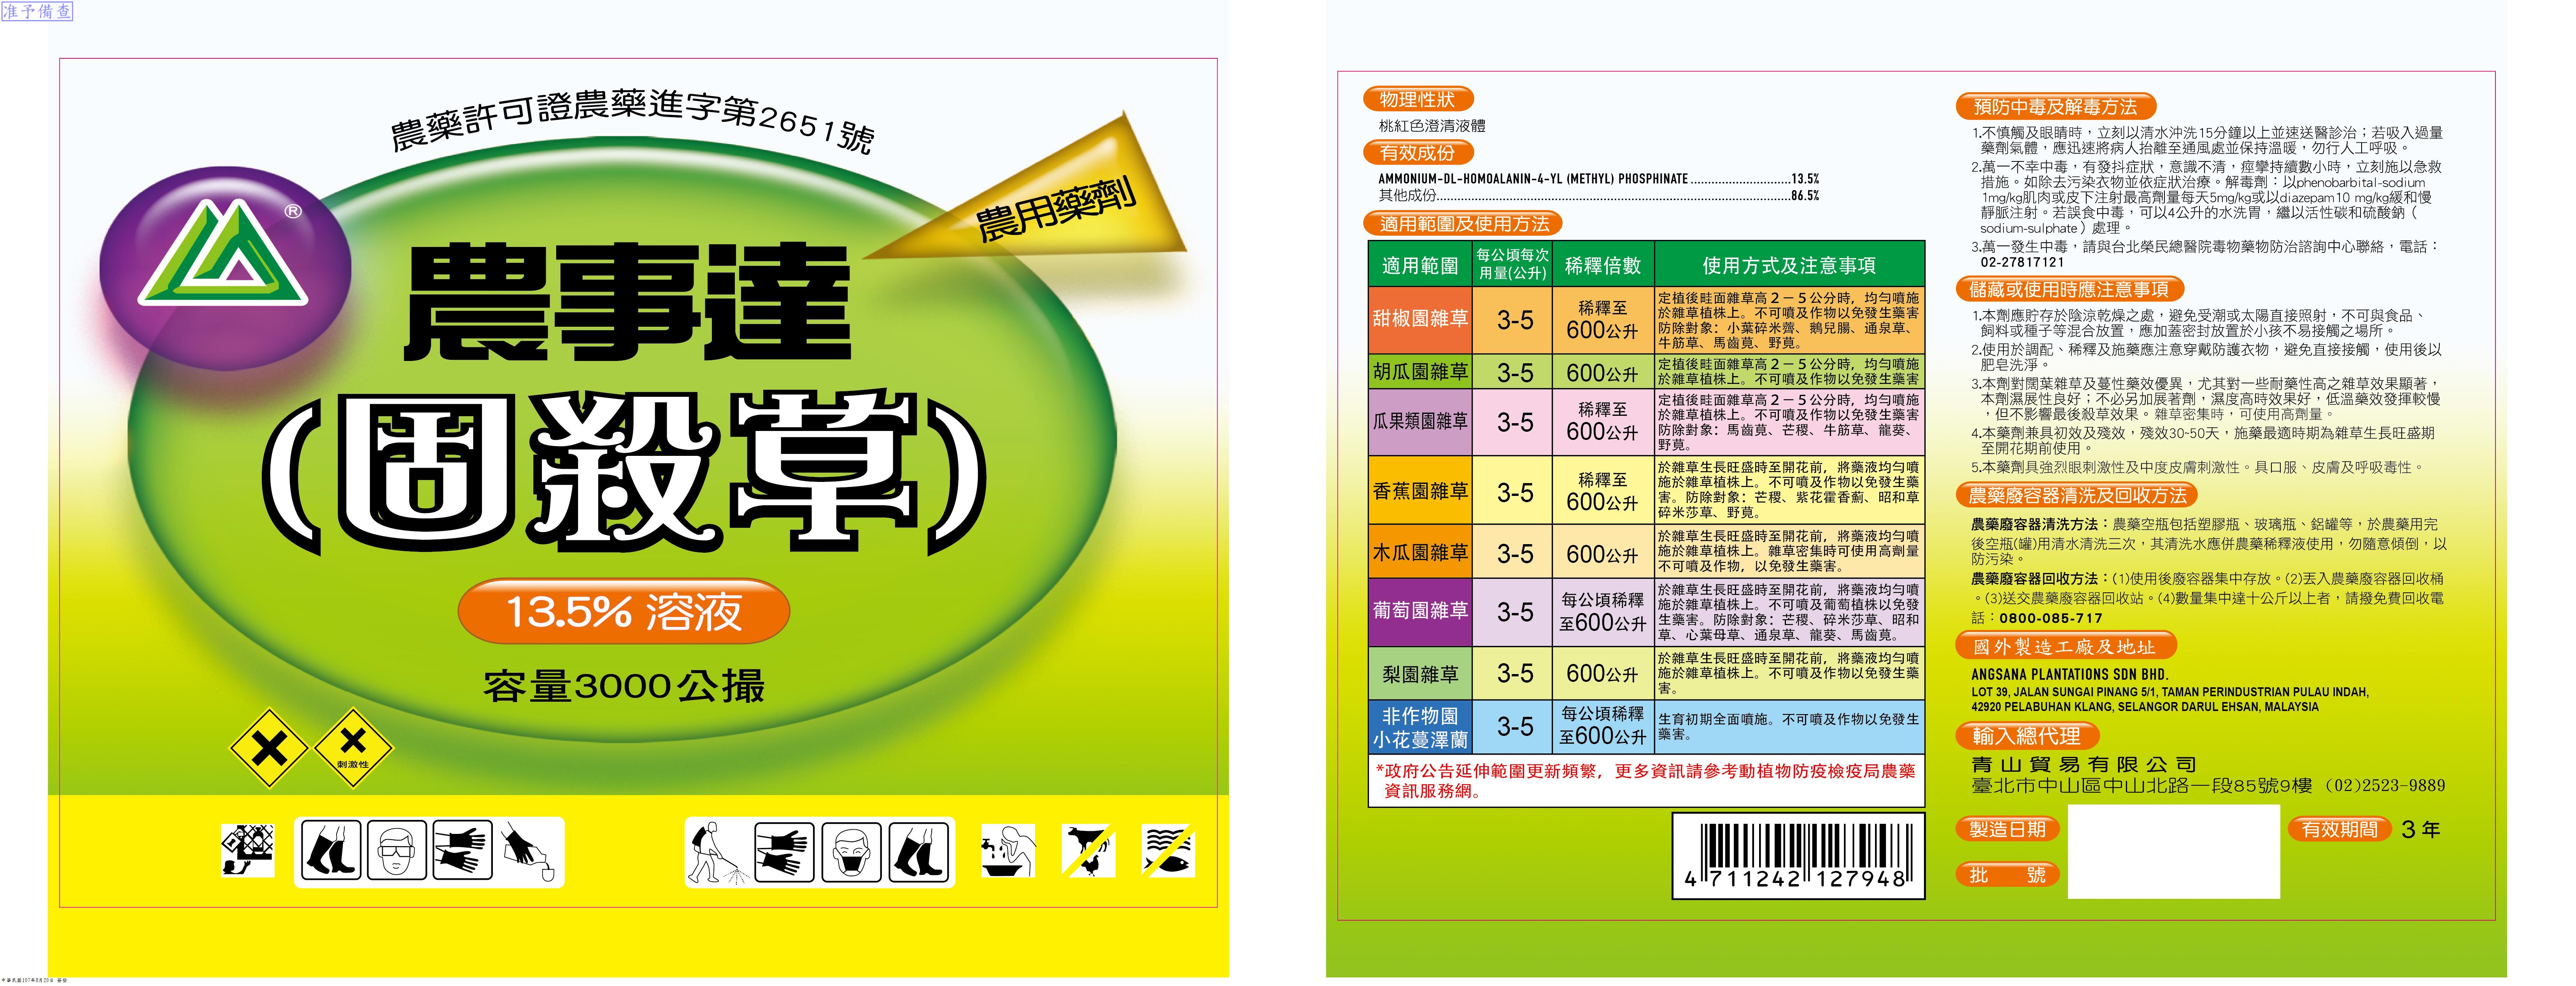 准予備查
農藥許可證農藥進字第2651號
®
農用藥劑
農事達
(固殺草)
13.5% 溶液
容量3000公撮
刺激性
中華民國107年8月20日
物理性狀
桃紅色澄清液體
有效成份
AMMONIUM-DL-HOMOALANIN-4-YL (METHYL) PHOSPHINATE ............................13.5%
其他成份....................................................................................................86.5%
適用範圍及使用方法
適用範圍 每公頃每次用量(公升) 稀釋倍數 使用方式及注意事項
甜椒園雜草 3-5 稀釋至600公升
定植後畦面雜草高2－5公分時，均勻噴施
於雜草植株上。不可噴及作物以免發生藥害
防除對象：小葉碎米薺、鵝兒腸、通泉草、
牛筋草、馬齒莧、野莧。
胡瓜園雜草 3-5 600公升
定植後畦面雜草高2－5公分時，均勻噴施
於雜草植株上。不可噴及作物以免發生藥害
瓜果類園雜草 3-5 稀釋至600公升
定植後畦面雜草高2－5公分時，均勻噴施
於雜草植株上。不可噴及作物以免發生藥害
防除對象：馬齒莧、芒稷、牛筋草、龍葵、
野莧。
香蕉園雜草 3-5 稀釋至600公升
於雜草生長旺盛時至開花前，將藥液均勻噴
施於雜草植株上。不可噴及作物以免發生藥
害。防除對象：芒稷、紫花霍香薊、昭和草
碎米莎草、野莧。
木瓜園雜草 3-5 600公升
於雜草生長旺盛時至開花前，將藥液均勻噴
施於雜草植株上。雜草密集時可使用高劑量
不可噴及作物，以免發生藥害。
葡萄園雜草 3-5 每公頃稀釋至600公升
於雜草生長旺盛時至開花前，將藥液均勻噴
施於雜草植株上。不可噴及葡萄植株以免發
生藥害。防除對象：芒稷、碎米莎草、昭和
草、心葉母草、通泉草、龍葵、馬齒莧。
梨園雜草 3-5 600公升
於雜草生長旺盛時至開花前，將藥液均勻噴
施於雜草植株上。不可噴及作物以免發生藥
害。
非作物園小花蔓澤蘭 3-5 每公頃稀釋至600公升
生育初期全面噴施。不可噴及作物以免發生
藥害。
*政府公告延伸範圍更新頻繁，更多資訊請參考動植物防疫檢疫局農藥
資訊服務網。
4 711242 127948
預防中毒及解毒方法
1.不慎觸及眼睛時，立刻以清水沖洗15分鐘以上並速送醫診治；若吸入過量
藥劑氣體，應迅速將病人抬離至通風處並保持溫暖，勿行人工呼吸。
2.萬一不幸中毒，有發抖症狀，意識不清，痙攣持續數小時，立刻施以急救
措施。如除去污染衣物並依症狀治療。解毒劑：以phenobarbital-sodium
1mg/kg肌肉或皮下注射最高劑量每天5mg/kg或以diazepam10 mg/kg緩和慢
靜脈注射。若誤食中毒，可以4公升的水洗胃，繼以活性碳和硫酸鈉（
sodium-sulphate）處理。
3.萬一發生中毒，請與台北榮民總醫院毒物藥物防治諮詢中心聯絡，電話：
02-27817121
儲藏或使用時應注意事項
1.本劑應貯存於陰涼乾燥之處，避免受潮或太陽直接照射，不可與食品、
飼料或種子等混合放置，應加蓋密封放置於小孩不易接觸之場所。
2.使用於調配、稀釋及施藥應注意穿戴防護衣物，避免直接接觸，使用後以
肥皂洗淨。
3.本劑對闊葉雜草及蔓性藥效優異，尤其對一些耐藥性高之雜草效果顯著，
本劑濕展性良好；不必另加展著劑，濕度高時效果好，低溫藥效發揮較慢
，但不影響最後殺草效果。雜草密集時，可使用高劑量。
4.本藥劑兼具初效及殘效，殘效30-50天，施藥最適時期為雜草生長旺盛期
至開花期前使用。
5.本藥劑具強烈眼刺激性及中度皮膚刺激性。具口服、皮膚及呼吸毒性。
農藥廢容器清洗及回收方法
農藥廢容器清洗方法：農藥空瓶包括塑膠瓶、玻璃瓶、鋁罐等，於農藥用完
後空瓶(罐)用清水清洗三次，其清洗水應併農藥稀釋液使用，勿隨意傾倒，以
防污染。
農藥廢容器回收方法：(1)使用後廢容器集中存放。(2)丟入農藥廢容器回收桶
。(3)送交農藥廢容器回收站。(4)數量集中達十公斤以上者，請撥免費回收電
話：0800-085-717
國外製造工廠及地址
ANGSANA PLANTATIONS SDN BHD.
LOT 39, JALAN SUNGAI PINANG 5/1, TAMAN PERINDUSTRIAN PULAU INDAH,
42920 PELABUHAN KLANG, SELANGOR DARUL EHSAN, MALAYSIA
輸入總代理
青山貿易有限公司
臺北市中山區中山北路一段85號9樓 (02)2523-9889
製造日期
有效期間 3年
批 號